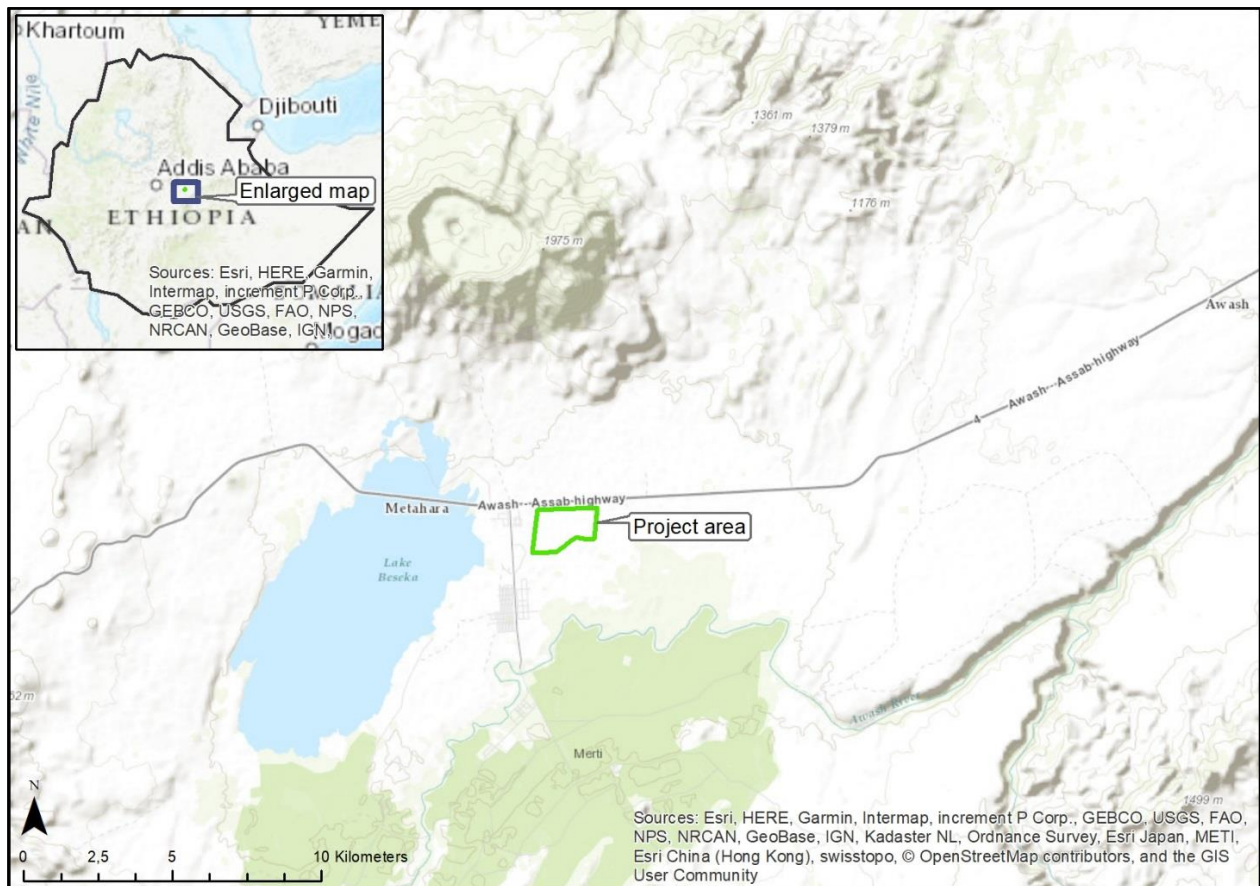 Khartoum
YEME
White Nile
Djibouti
Addis Ababa
Enlarged map
ETHIOPIA
AN
Sources: Esri, HERE, Garmin,
Intermap, increment P Corp.,
GEBCO, USGS, FAO, NPS,
NRCAN, GeoBase, IGN,
Mogad
1361 m
1379 m
1176 m
1975 m
Awash
Awash---Assab-highway
4
Metahara
Awash---Assab-highway
Project area
Lake
Beseka
Awash River
Merti
52 m
1499 m
N
0 2,5 5 10 Kilometers
Sources: Esri, HERE, Garmin, Intermap, increment P Corp., GEBCO, USGS, FAO,
NPS, NRCAN, GeoBase, IGN, Kadaster NL, Ordnance Survey, Esri Japan, METI,
Esri China (Hong Kong), swisstopo, © OpenStreetMap contributors, and the GIS
User Community